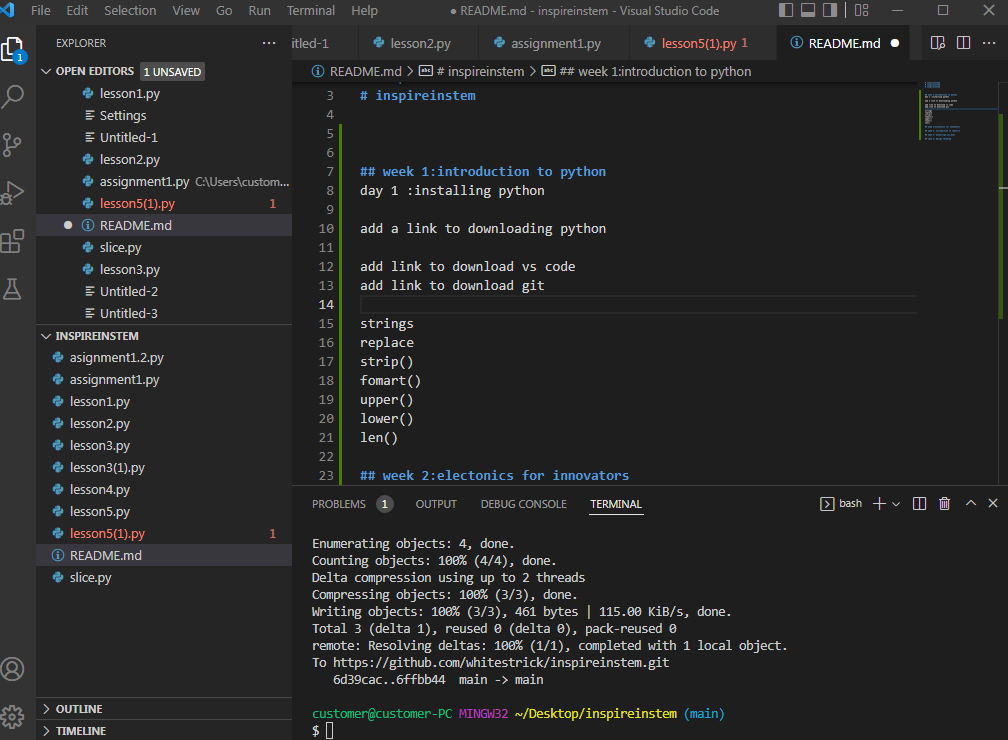 File Edit Selection View Go Run Terminal Help ● README.md - inspireinstem - Visual Studio Code
1
EXPLORER ...
OPEN EDITORS 1 UNSAVED
lesson1.py
Settings
Untitled-1
lesson2.py
assignment1.py C:\Users\custom...
lesson5(1).py 1
README.md
slice.py
lesson3.py
Untitled-2
Untitled-3
INSPIREINSTEM
asignment1.2.py
assignment1.py
lesson1.py
lesson2.py
lesson3.py
lesson3(1).py
lesson4.py
lesson5.py
lesson5(1).py 1
README.md
slice.py
OUTLINE
TIMELINE
itled-1 lesson2.py assignment1.py lesson5(1).py 1 README.md ●
README.md > # inspireinstem > ## week 1:introduction to python
3 # inspireinstem
4
5
6
7 ## week 1:introduction to python
8 day 1 :installing python
9
10 add a link to downloading python
11
12 add link to download vs code
13 add link to download git
14
15 strings
16 replace
17 strip()
18 fomart()
19 upper()
20 lower()
21 len()
22
23 ## week 2:electonics for innovators
PROBLEMS 1 OUTPUT DEBUG CONSOLE TERMINAL bash
Enumerating objects: 4, done.
Counting objects: 100% (4/4), done.
Delta compression using up to 2 threads
Compressing objects: 100% (3/3), done.
Writing objects: 100% (3/3), 461 bytes | 115.00 KiB/s, done.
Total 3 (delta 1), reused 0 (delta 0), pack-reused 0
remote: Resolving deltas: 100% (1/1), completed with 1 local object.
To https://github.com/whitestrick/inspireinstem.git
6d39cac..6ffbb44 main -> main
customer@customer-PC MINGW32 ~/Desktop/inspireinstem (main)
$